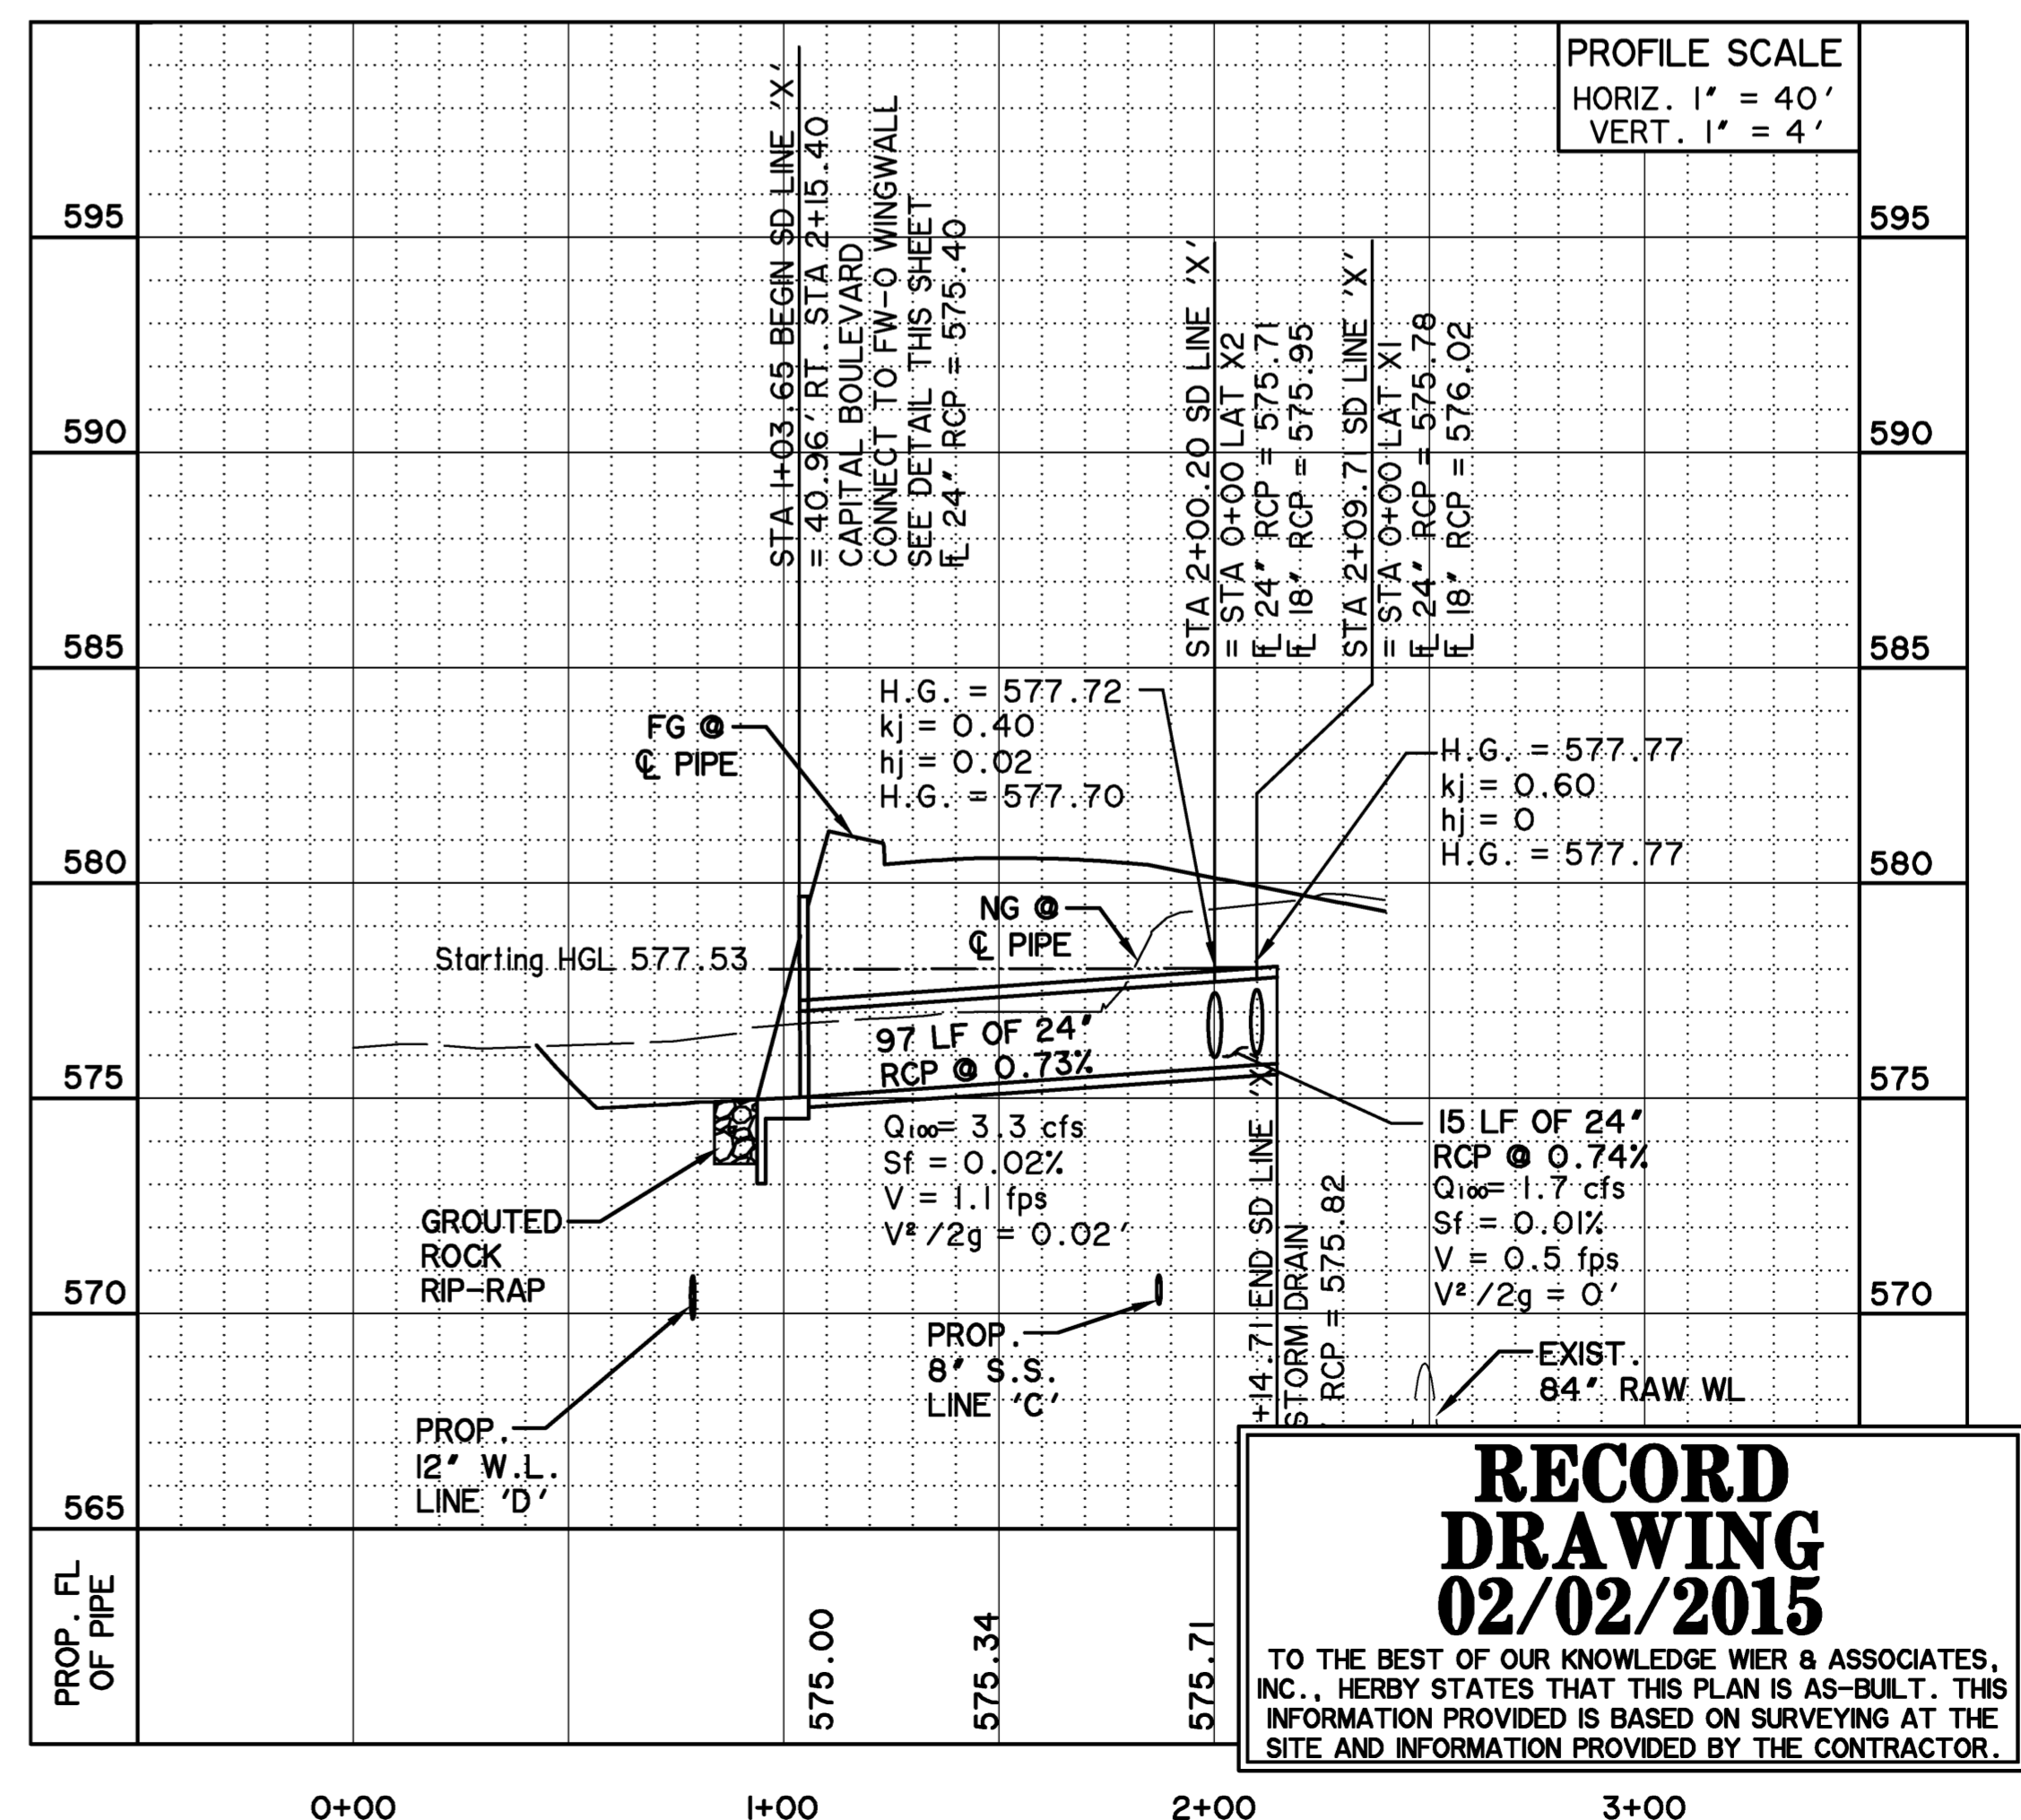 PROFILE SCALE
HORIZ. 1" = 40'
VERT. 1" = 4'
595
590
585
580
575
570
565
PROP. FL
OF PIPE
595
590
585
580
575
570
STA 1+03.65 BEGIN SD LINE 'X'
= 40.96' RT. STA 2+15.40
CAPITAL BOULEVARD
CONNECT TO FW-O WINGWALL
SEE DETAIL THIS SHEET
FL 24" RCP = 575.40
STA 2+00.20 SD LINE 'X'
= STA 0+00 LAT X2
FL 24" RCP = 575.71
FL 18" RCP = 575.95
STA 2+09.71 SD LINE 'X'
= STA 0+00 LAT X1
FL 24" RCP = 575.78
FL 18" RCP = 576.02
H.G. = 577.72
kj = 0.40
hj = 0.02
H.G. = 577.70
FG @
℄ PIPE
H.G. = 577.77
kj = 0.60
hj = 0
H.G. = 577.77
NG @
℄ PIPE
Starting HGL 577.53
97 LF OF 24"
RCP @ 0.73%
Q100= 3.3 cfs
Sf = 0.02%
V = 1.1 fps
V²/2g = 0.02'
15 LF OF 24"
RCP @ 0.74%
Q100= 1.7 cfs
Sf = 0.01%
V = 0.5 fps
V²/2g = 0'
GROUTED
ROCK
RIP-RAP
+14.71 END SD LINE 'X'
STORM DRAIN
RCP = 575.82
PROP.
8" S.S.
LINE 'C'
EXIST.
84" RAW WL
PROP.
12" W.L.
LINE 'D'
575.00
575.34
575.71
RECORD
DRAWING
02/02/2015
TO THE BEST OF OUR KNOWLEDGE WIER & ASSOCIATES,
INC., HERBY STATES THAT THIS PLAN IS AS-BUILT. THIS
INFORMATION PROVIDED IS BASED ON SURVEYING AT THE
SITE AND INFORMATION PROVIDED BY THE CONTRACTOR.
0+00
1+00
2+00
3+00